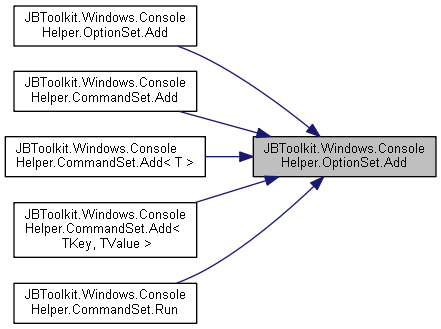 JBToolkit.Windows.Console
Helper.OptionSet.Add
JBToolkit.Windows.Console
Helper.CommandSet.Add
JBToolkit.Windows.Console
Helper.CommandSet.Add< T >
JBToolkit.Windows.Console
Helper.CommandSet.Add<
TKey, TValue >
JBToolkit.Windows.Console
Helper.CommandSet.Run
JBToolkit.Windows.Console
Helper.OptionSet.Add